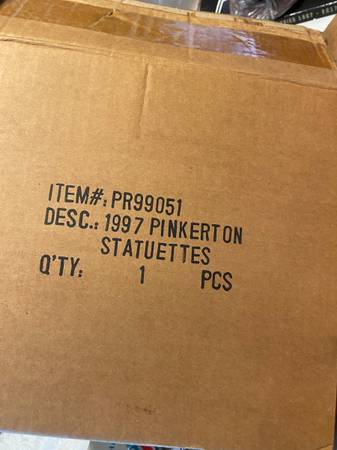 ITEM#: PR99051
DESC.: 1997 PINKERTON
STATUETTES
Q'TY: 1 PCS